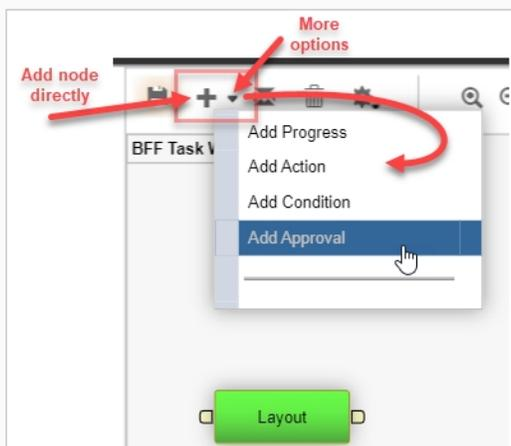 More
options
Add node
directly
BFF Task
Add Progress
Add Action
Add Condition
Add Approval
Layout